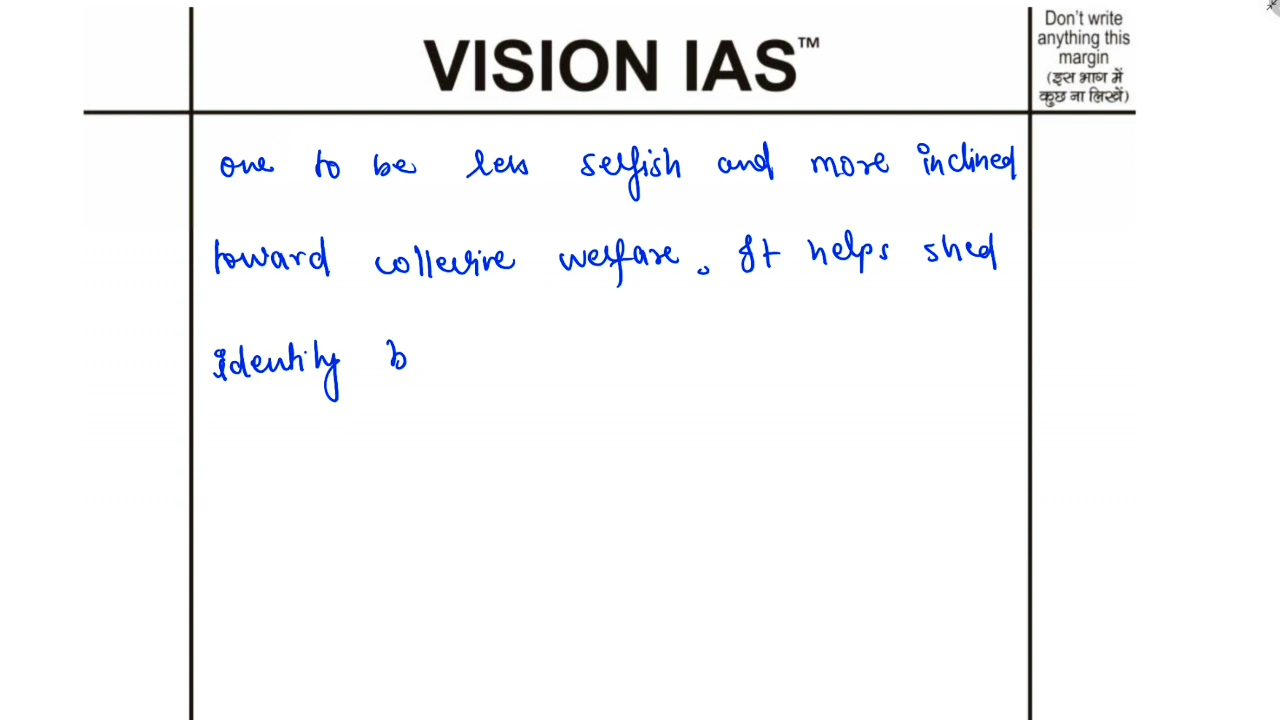 VISION IAS™
Don't write
anything this
margin
(इस भाग में
कुछ ना लिखें)
one to be less selfish and more inclined
toward collective welfare. It helps shed
identity b